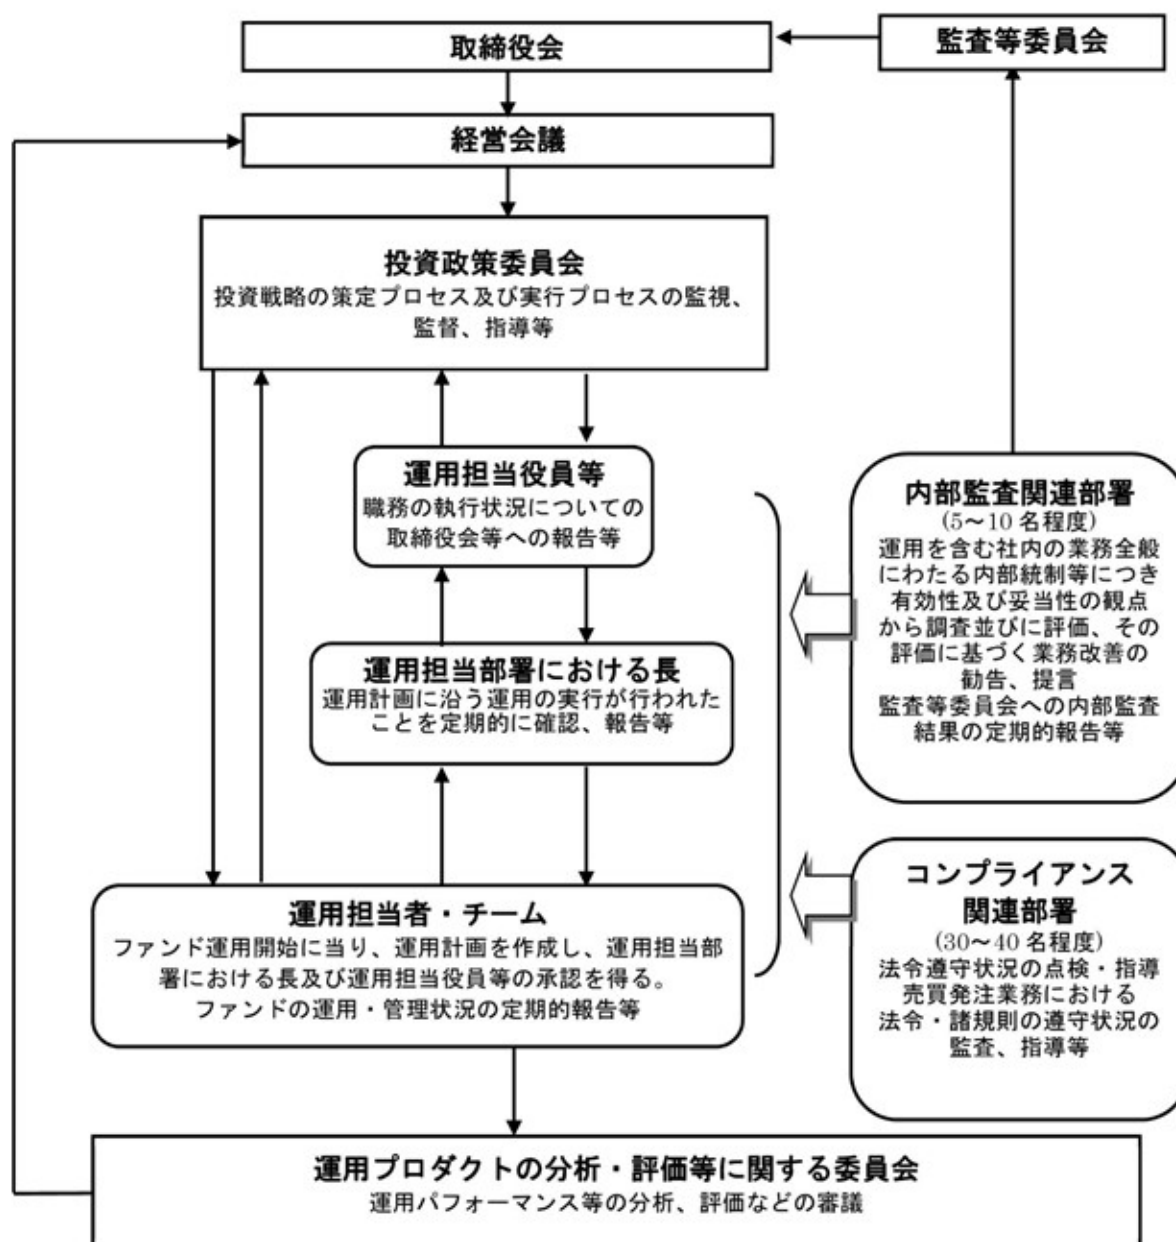 取締役会
監査等委員会
経営会議
投資政策委員会
投資戦略の策定プロセス及び実行プロセスの監視、
監督、指導等
運用担当役員等
職務の執行状況についての
取締役会等への報告等
運用担当部署における長
運用計画に沿う運用の実行が行われた
ことを定期的に確認、報告等
運用担当者・チーム
ファンド運用開始に当り、運用計画を作成し、運用担当部
署における長及び運用担当役員等の承認を得る。
ファンドの運用・管理状況の定期的報告等
内部監査関連部署
(5～10 名程度)
運用を含む社内の業務全般
にわたる内部統制等につき
有効性及び妥当性の観点
から調査並びに評価、その
評価に基づく業務改善の
勧告、提言
監査等委員会への内部監査
結果の定期的報告等
コンプライアンス
関連部署
(30～40 名程度)
法令遵守状況の点検・指導
売買発注業務における
法令・諸規則の遵守状況の
監査、指導等
運用プロダクトの分析・評価等に関する委員会
運用パフォーマンス等の分析、評価などの審議